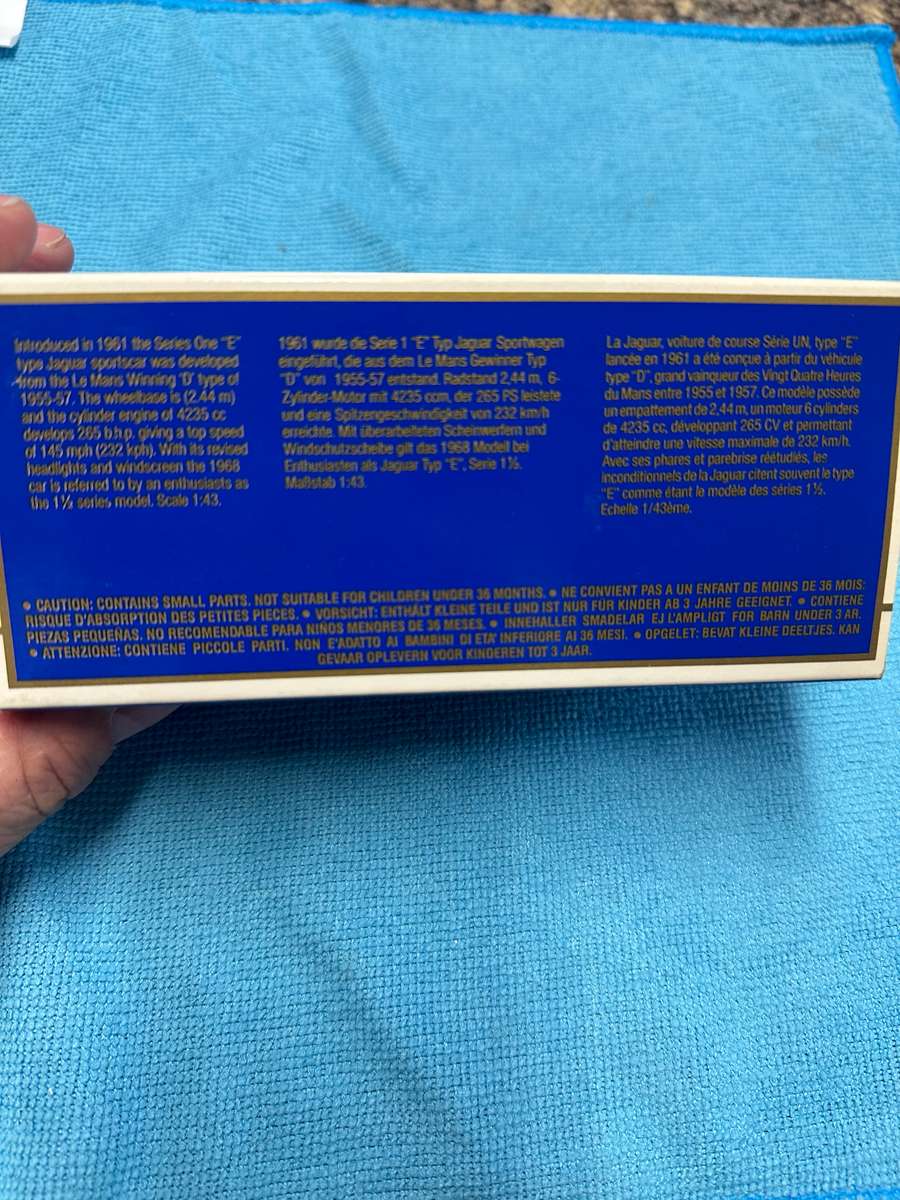 Introduced in 1961 the Series One "E"
type Jaguar sportscar was developed
from the Le Mans Winning 'D' type of
1955-57. The wheelbase is (2.44 m)
and the cylinder engine of 4235 cc
develops 265 b.h.p. giving a top speed
of 145 mph (232 kph). With its revised
headlights and windscreen the 1968
car is referred to by an enthusiasts as
the 1½ series model. Scale 1:43.
1961 wurde die Serie 1 "E" Typ Jaguar Sportwagen
eingeführt, die aus dem Le Mans Gewinner Typ
"D" von 1955-57 entstand. Radstand 2,44 m, 6-
Zylinder-Motor mit 4235 ccm, der 265 PS leistete
und eine Spitzengeschwindigkeit von 232 km/h
erreichte. Mit überarbeiteten Scheinwerfern und
Windschutzscheibe gilt das 1968 Modell bei
Enthusiasten als Jaguar Typ "E", Serie 1½.
Maßstab 1:43.
La Jaguar, voiture de course Série UN, type "E"
lancée en 1961 a été conçue à partir du véhicule
type "D", grand vainqueur des Vingt Quatre Heures
du Mans entre 1955 et 1957. Ce modèle possède
un empattement de 2,44 m, un moteur 6 cylinders
de 4235 cc, développant 265 CV et permettant
d'atteindre une vitesse maximale de 232 km/h.
Avec ses phares et parebrise réétudiés, les
inconditionnels de la Jaguar citent souvent le type
"E" comme étant le modèle des séries 1½.
Echelle 1/43ème.
• CAUTION: CONTAINS SMALL PARTS. NOT SUITABLE FOR CHILDREN UNDER 36 MONTHS. • NE CONVIENT PAS A UN ENFANT DE MOINS DE 36 MOIS:
RISQUE D'ABSORPTION DES PETITES PIECES. • VORSICHT: ENTHÄLT KLEINE TEILE UND IST NUR FÜR KINDER AB 3 JAHRE GEEIGNET. • CONTIENE
PIEZAS PEQUEÑAS. NO RECOMENDABLE PARA NIÑOS MENORES DE 36 MESES. • INNEHALLER SMADELAR EJ LAMPLIGT FOR BARN UNDER 3 AR.
• ATTENZIONE: CONTIENE PICCOLE PARTI. NON E'ADATTO AI BAMBINI DI ETA' INFERIORE AI 36 MESI. • OPGELET: BEVAT KLEINE DEELTJES. KAN
GEVAAR OPLEVERN VOOR KINDEREN TOT 3 JAAR.